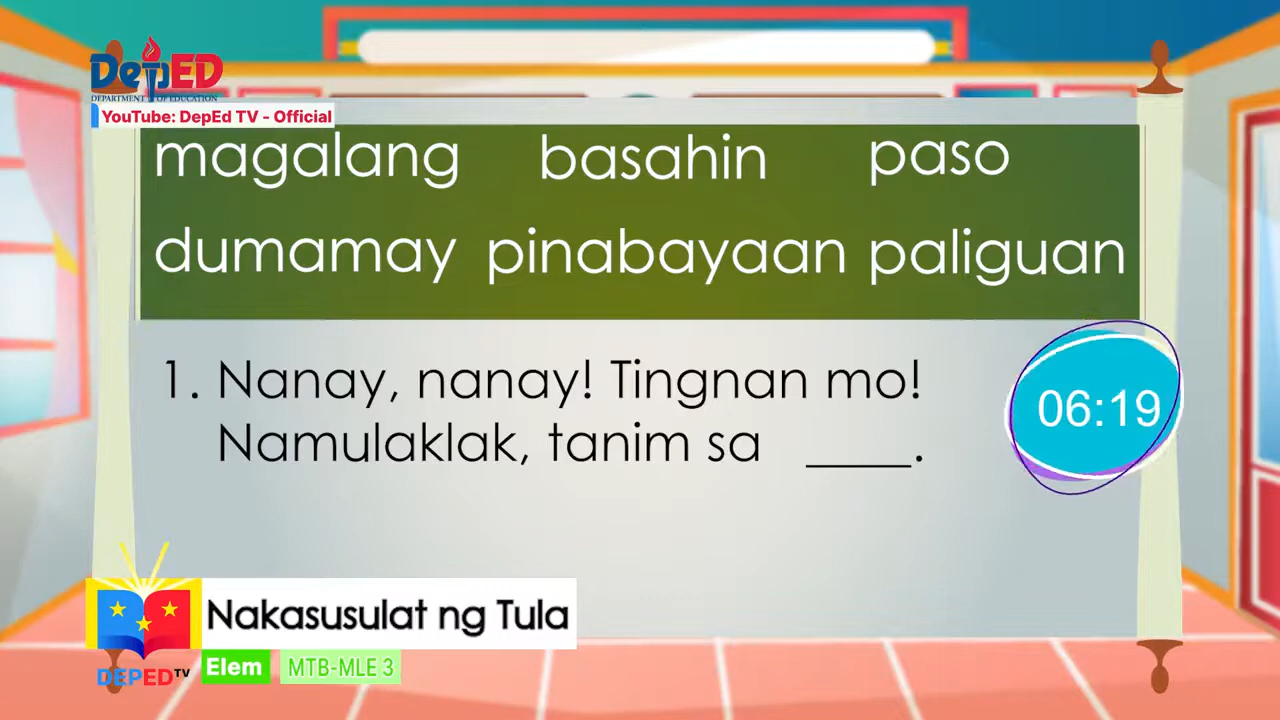 DepED
DEPARTMENT OF EDUCATION
YouTube: DepEd TV - Official
magalang basahin paso
dumamay pinabayaan paliguan
1. Nanay, nanay! Tingnan mo!
Namulaklak, tanim sa ____.
06:19
Nakasusulat ng Tula
DEPED TV
Elem MTB-MLE 3